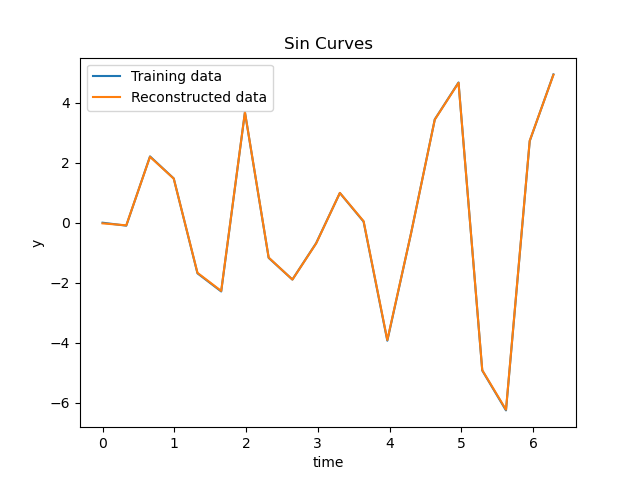 Sin Curves
Training data
Reconstructed data
4
2
0
−2
−4
−6
y
0 1 2 3 4 5 6
time